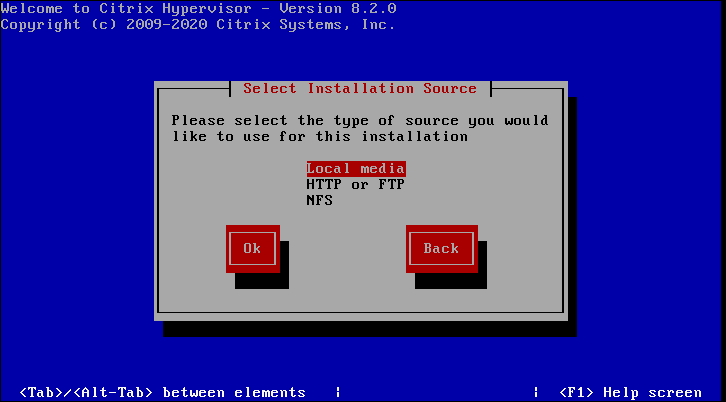 Welcome to Citrix Hypervisor - Version 8.2.0
Copyright (c) 2009-2020 Citrix Systems, Inc.
Select Installation Source
Please select the type of source you would
like to use for this installation
Local media
HTTP or FTP
NFS
Ok Back
<Tab>/<Alt-Tab> between elements | | <F1> Help screen